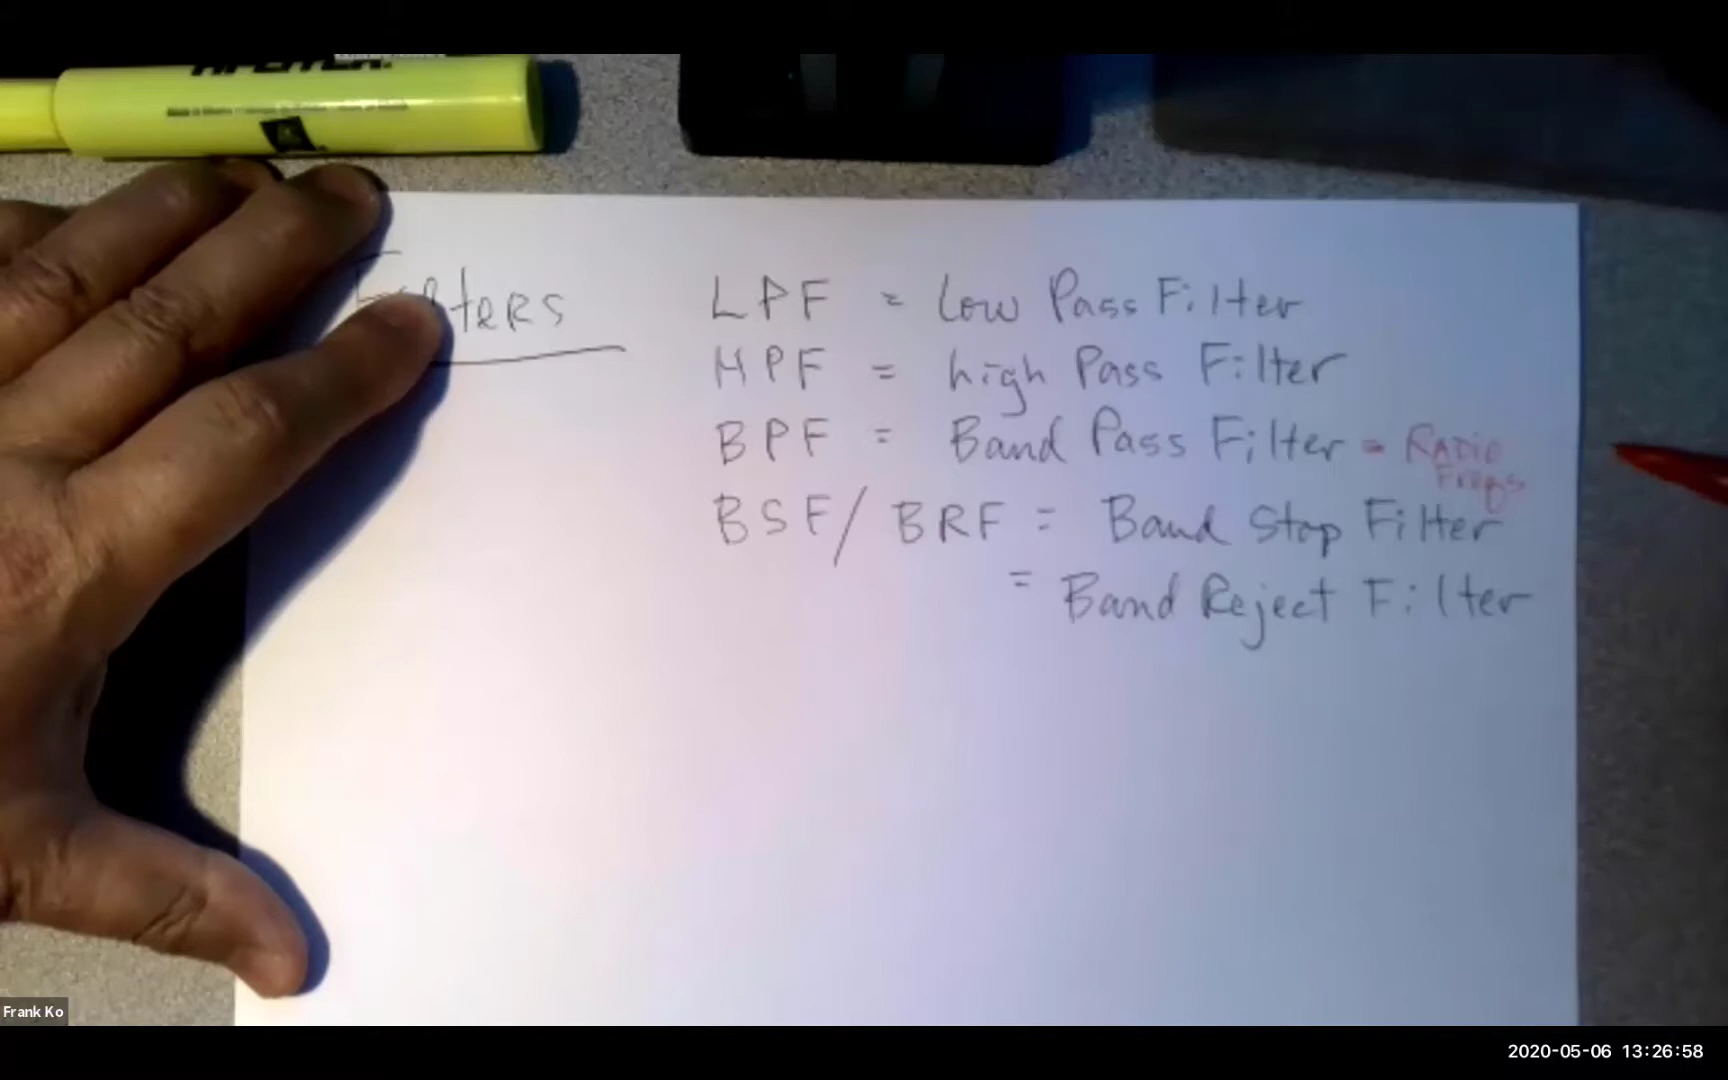 Filters
LPF = Low Pass Filter
HPF = high Pass Filter
BPF = Band Pass Filter = RADIO
Freqs
BSF/BRF = Band Stop Filter
= Band Reject Filter
Frank Ko
2020-05-06 13:26:58